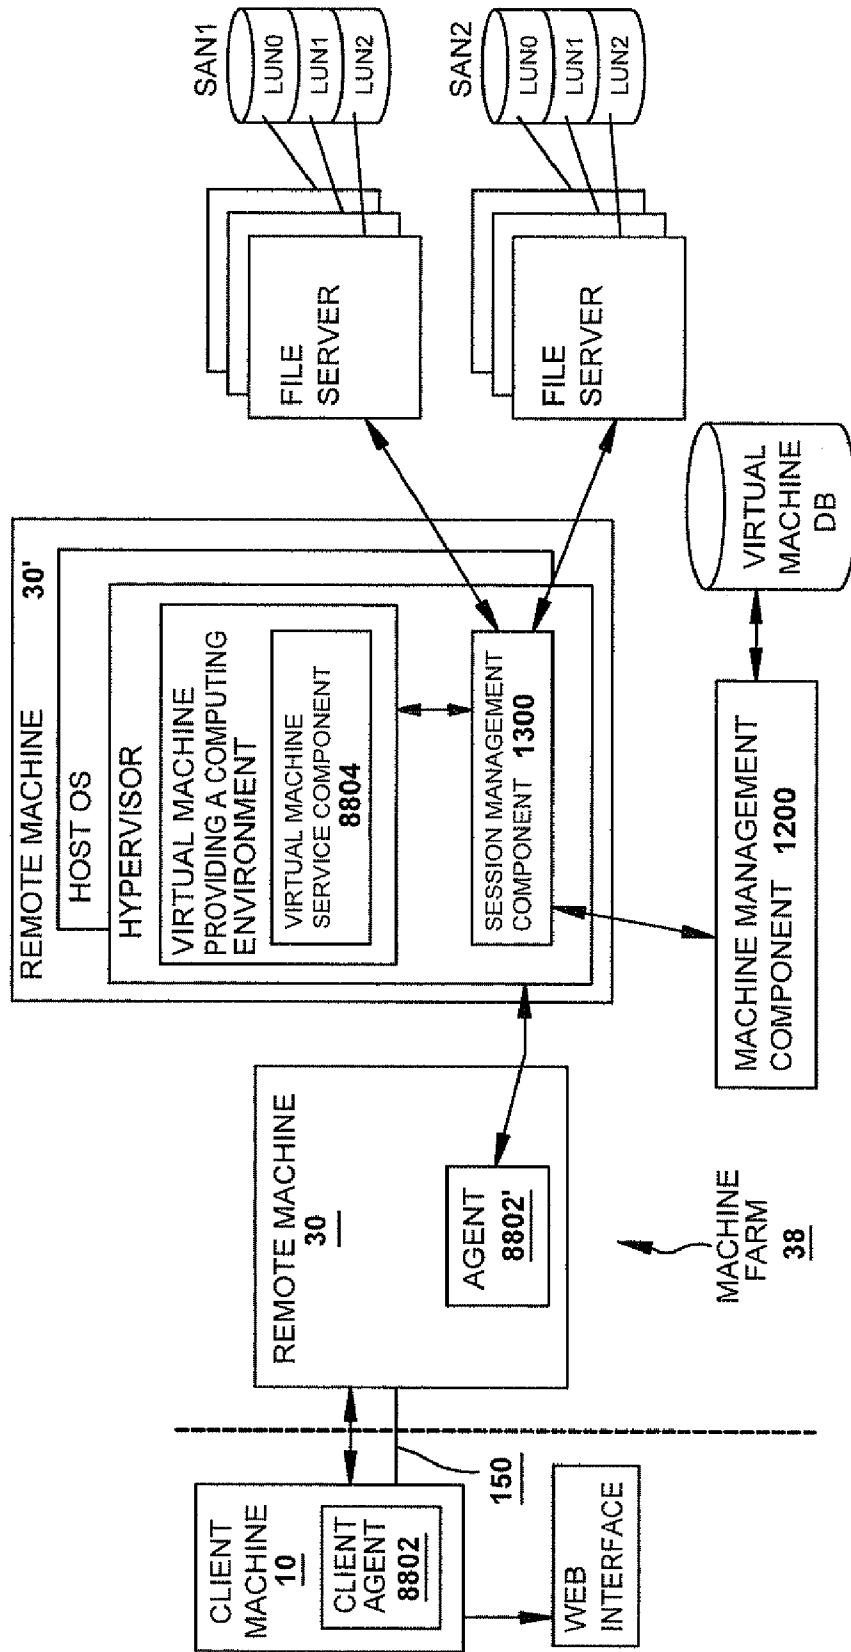 CLIENT
MACHINE
10
CLIENT
AGENT
8802
WEB
INTERFACE
150
REMOTE MACHINE
30
AGENT
8802'
MACHINE
FARM
38
REMOTE MACHINE 30'
HOST OS
HYPERVISOR
VIRTUAL MACHINE
PROVIDING A COMPUTING
ENVIRONMENT
VIRTUAL MACHINE
SERVICE COMPONENT
8804
SESSION MANAGEMENT
COMPONENT 1300
MACHINE MANAGEMENT
COMPONENT 1200
VIRTUAL
MACHINE
DB
FILE
SERVER
FILE
SERVER
SAN1
LUN0
LUN1
LUN2
SAN2
LUN0
LUN1
LUN2